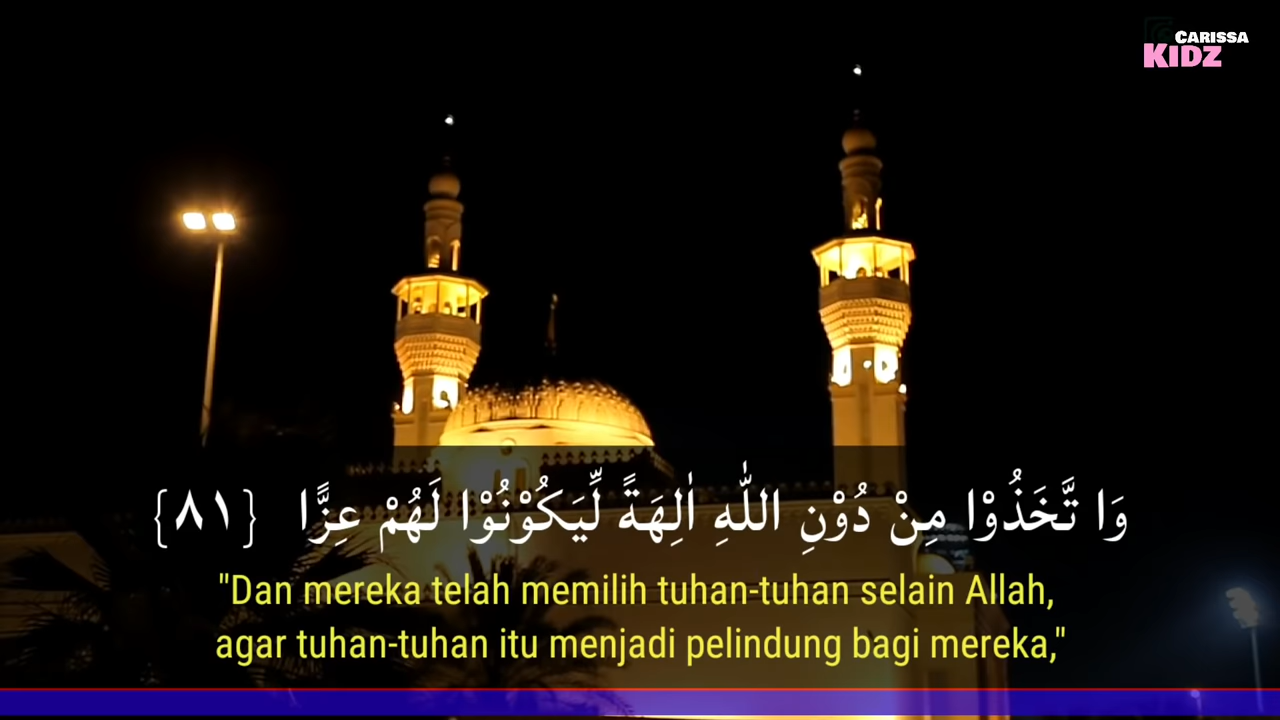 CARISSA
KIDZ
وَا تَّخَذُوْا مِنْ دُوْنِ اللّٰهِ اٰلِهَةً لِّيَكُوْنُوْا لَهُمْ عِزًّا {٨١}
"Dan mereka telah memilih tuhan-tuhan selain Allah,
agar tuhan-tuhan itu menjadi pelindung bagi mereka,"